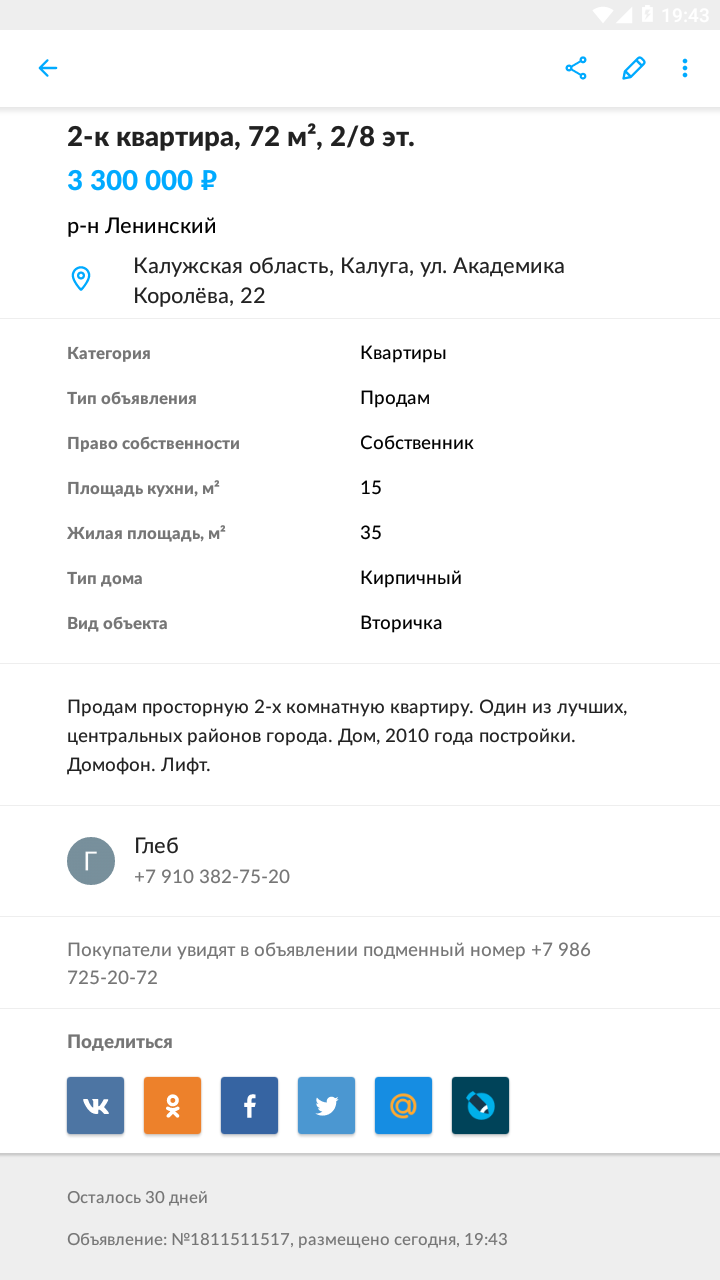 19:43
2-к квартира, 72 м², 2/8 эт.
3 300 000 ₽
р-н Ленинский
Калужская область, Калуга, ул. Академика
Королёва, 22
Категория Квартиры
Тип объявления Продам
Право собственности Собственник
Площадь кухни, м² 15
Жилая площадь, м² 35
Тип дома Кирпичный
Вид объекта Вторичка
Продам просторную 2-х комнатную квартиру. Один из лучших,
центральных районов города. Дом, 2010 года постройки.
Домофон. Лифт.
Г
Глеб
+7 910 382-75-20
Покупатели увидят в объявлении подменный номер +7 986
725-20-72
Поделиться
Осталось 30 дней
Объявление: №1811511517, размещено сегодня, 19:43